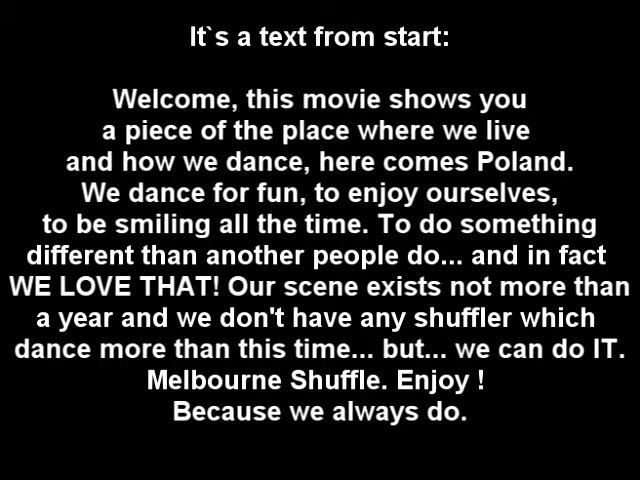 It`s a text from start:
Welcome, this movie shows you
a piece of the place where we live
and how we dance, here comes Poland.
We dance for fun, to enjoy ourselves,
to be smiling all the time. To do something
different than another people do... and in fact
WE LOVE THAT! Our scene exists not more than
a year and we don't have any shuffler which
dance more than this time... but... we can do IT.
Melbourne Shuffle. Enjoy !
Because we always do.